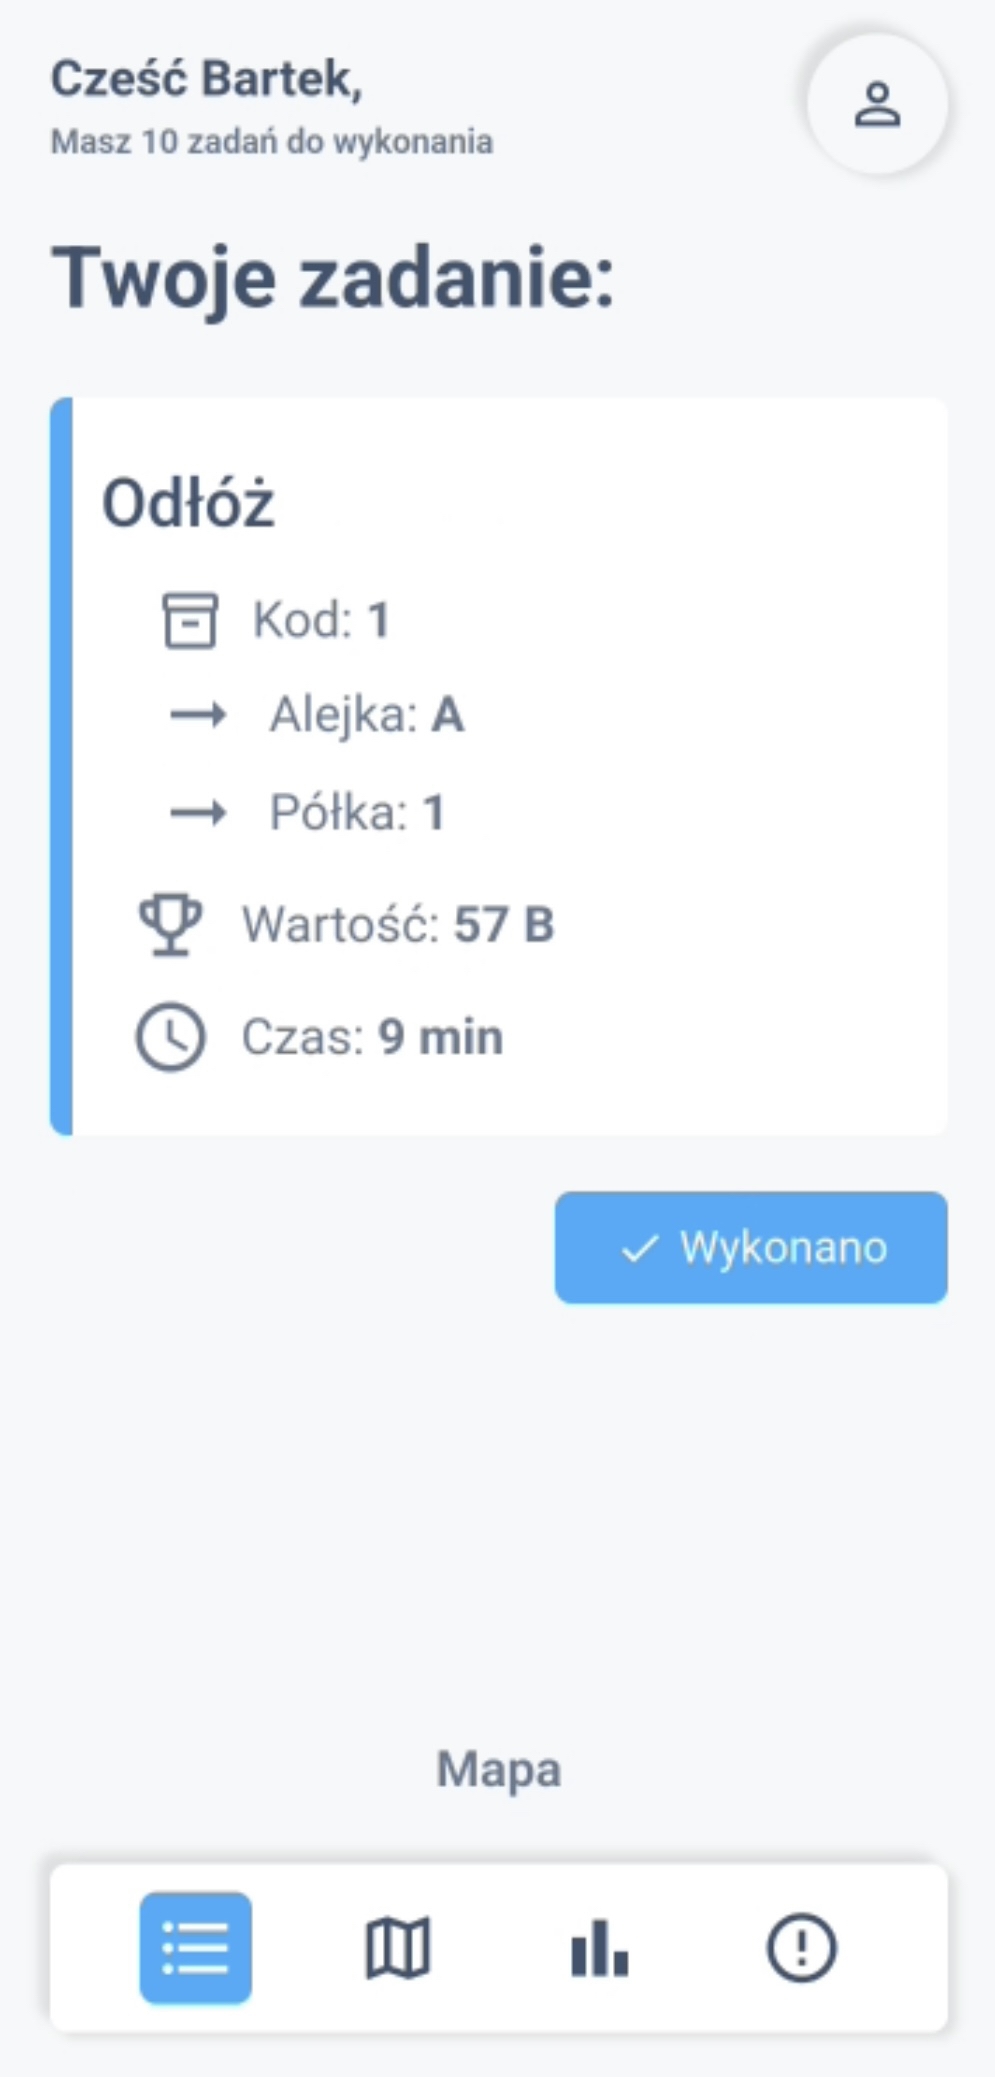 Cześć Bartek,
Masz 10 zadań do wykonania
Twoje zadanie:
Odłóż
Kod: 1
Alejka: A
Półka: 1
Wartość: 57 B
Czas: 9 min
Wykonano
Mapa